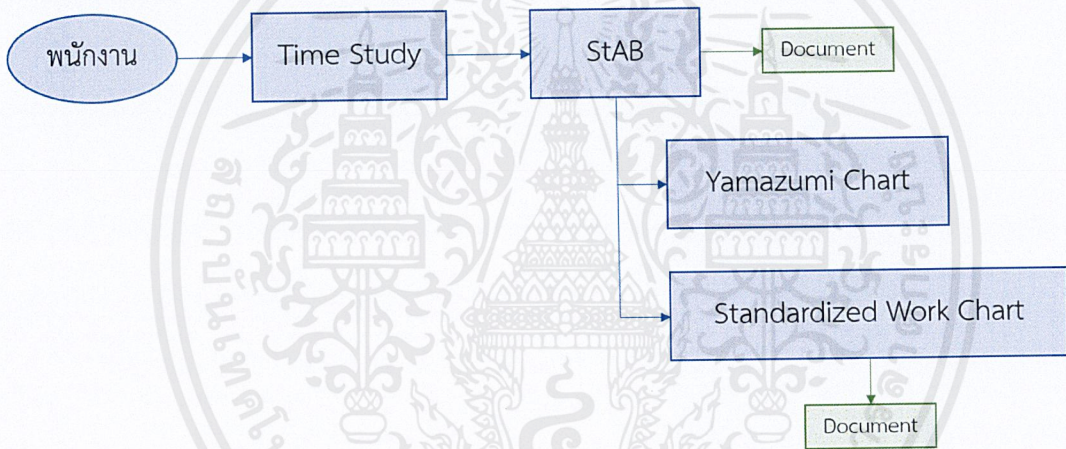 พนักงาน
Time Study
StAB
Document
Yamazumi Chart
Standardized Work Chart
Document